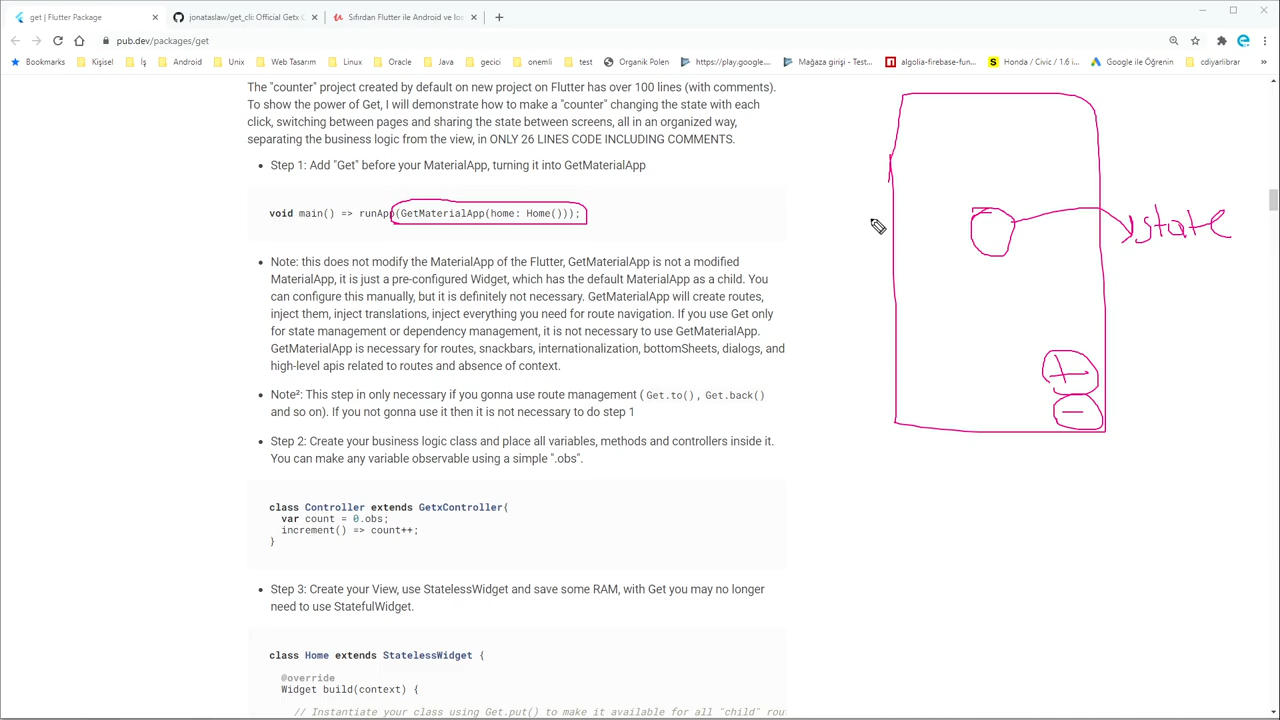 get | Flutter Package
jonataslaw/get_cli: Official Getx C
Sıfırdan Flutter ile Android ve Ios
pub.dev/packages/get
Bookmarks Kişisel İş Android Unix Web Tasarım Linux Oracle Java gecici onemli test Organik Polen https://play.google... Mağaza girişi - Test... algolia-firebase-fun... Honda / Civic / 1.6 i... Google ile Öğrenin cdiyarlibrar »
The "counter" project created by default on new project on Flutter has over 100 lines (with comments).
To show the power of Get, I will demonstrate how to make a "counter" changing the state with each
click, switching between pages and sharing the state between screens, all in an organized way,
separating the business logic from the view, in ONLY 26 LINES CODE INCLUDING COMMENTS.
• Step 1: Add "Get" before your MaterialApp, turning it into GetMaterialApp
void main() => runApp(GetMaterialApp(home: Home()));
state
• Note: this does not modify the MaterialApp of the Flutter, GetMaterialApp is not a modified
MaterialApp, it is just a pre-configured Widget, which has the default MaterialApp as a child. You
can configure this manually, but it is definitely not necessary. GetMaterialApp will create routes,
inject them, inject translations, inject everything you need for route navigation. If you use Get only
for state management or dependency management, it is not necessary to use GetMaterialApp.
GetMaterialApp is necessary for routes, snackbars, internationalization, bottomSheets, dialogs, and
high-level apis related to routes and absence of context.
+
-
• Note²: This step in only necessary if you gonna use route management ( Get.to(), Get.back()
and so on). If you not gonna use it then it is not necessary to do step 1
• Step 2: Create your business logic class and place all variables, methods and controllers inside it.
You can make any variable observable using a simple ".obs".
class Controller extends GetxController{
var count = 0.obs;
increment() => count++;
}
• Step 3: Create your View, use StatelessWidget and save some RAM, with Get you may no longer
need to use StatefulWidget.
class Home extends StatelessWidget {
@override
Widget build(context) {
// Instantiate your class using Get.put() to make it available for all "child" rou